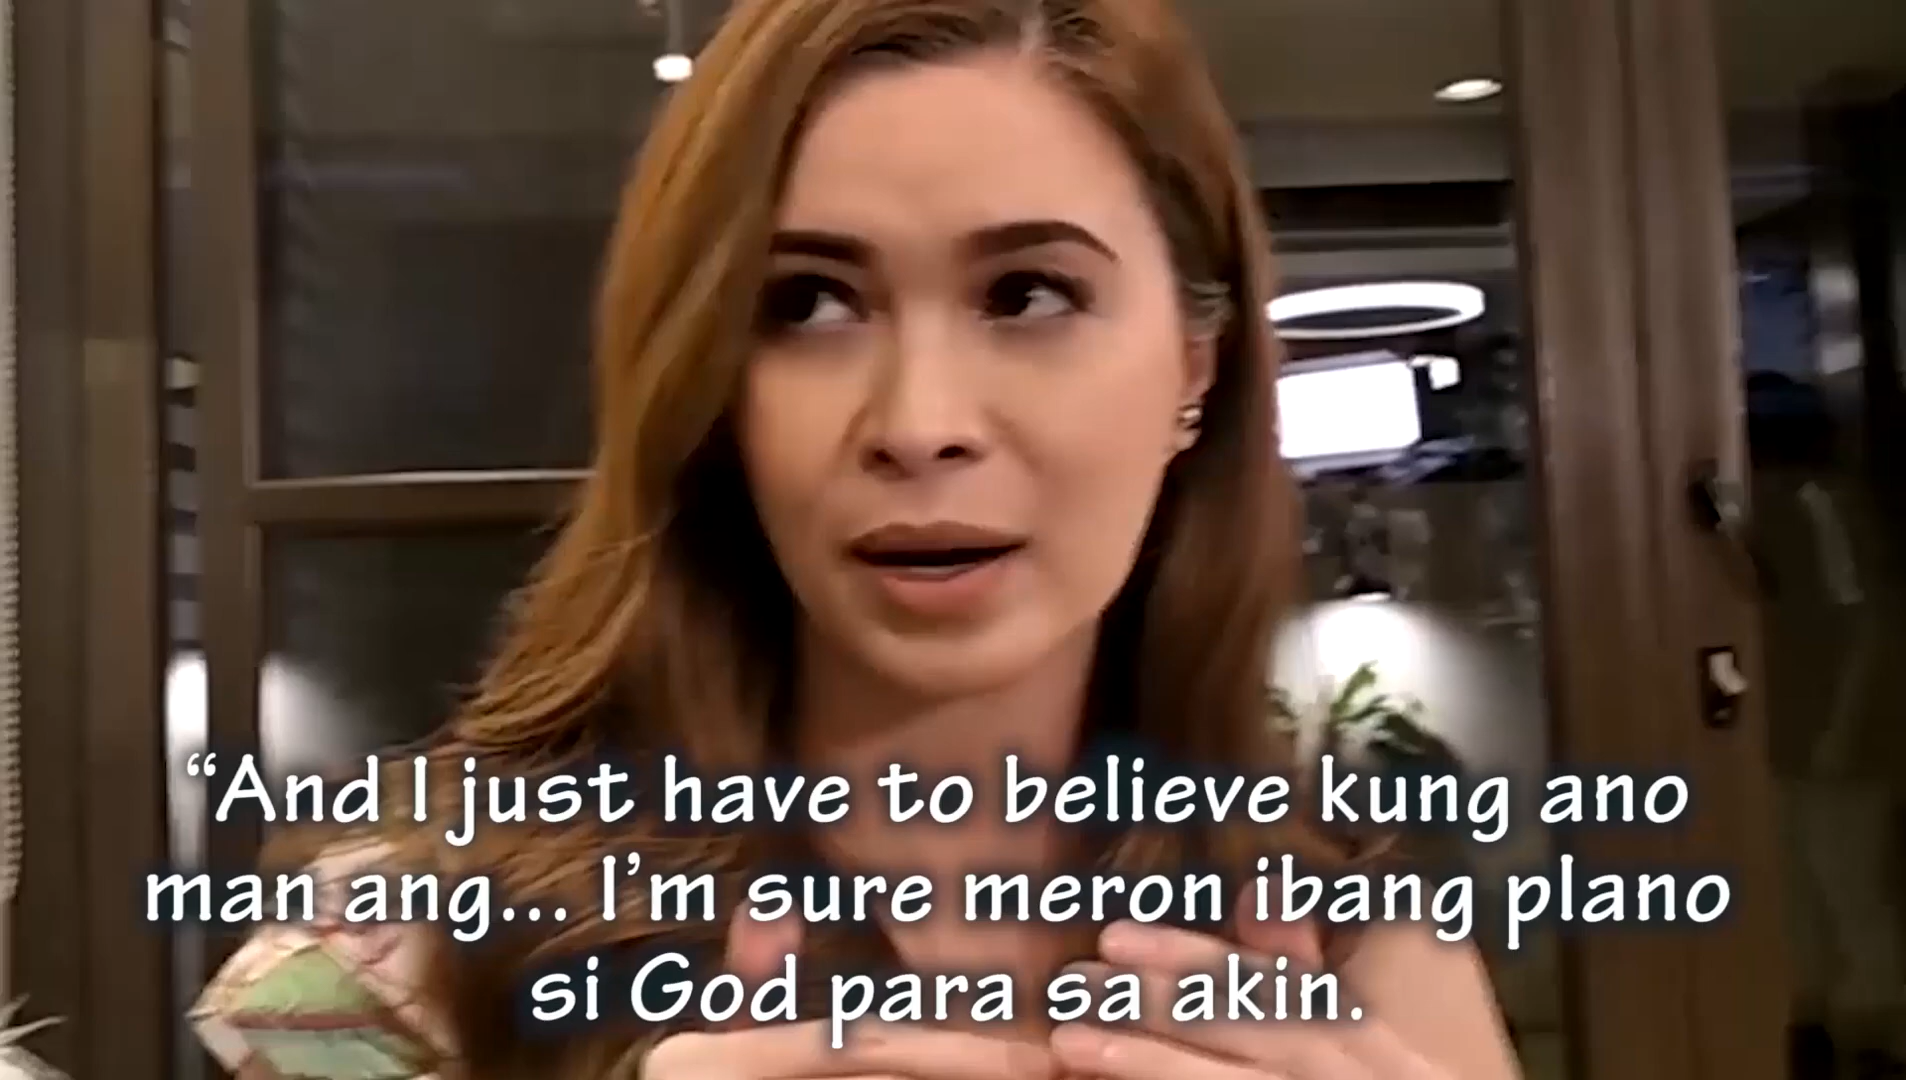 “And I just have to believe kung ano
man ang... I’m sure meron ibang plano
si God para sa akin.